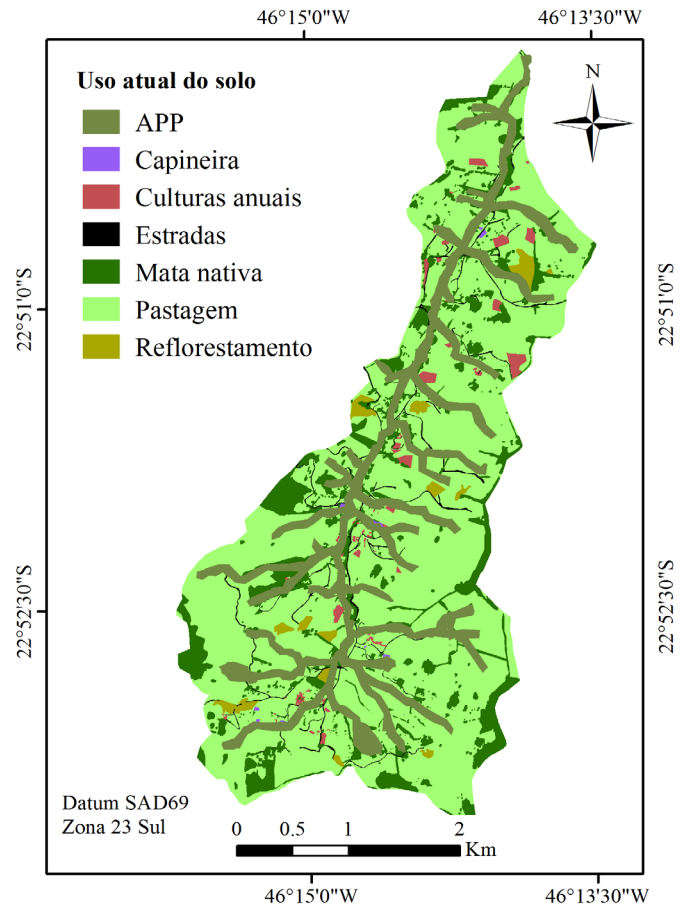 46°15'0"W 46°13'30"W
Uso atual do solo
APP
Capineira
Culturas anuais
Estradas
Mata nativa
Pastagem
Reflorestamento
N
22°51'0"S 22°51'0"S
22°52'30"S 22°52'30"S
Datum SAD69
Zona 23 Sul
0 0.5 1 2
Km
46°15'0"W 46°13'30"W